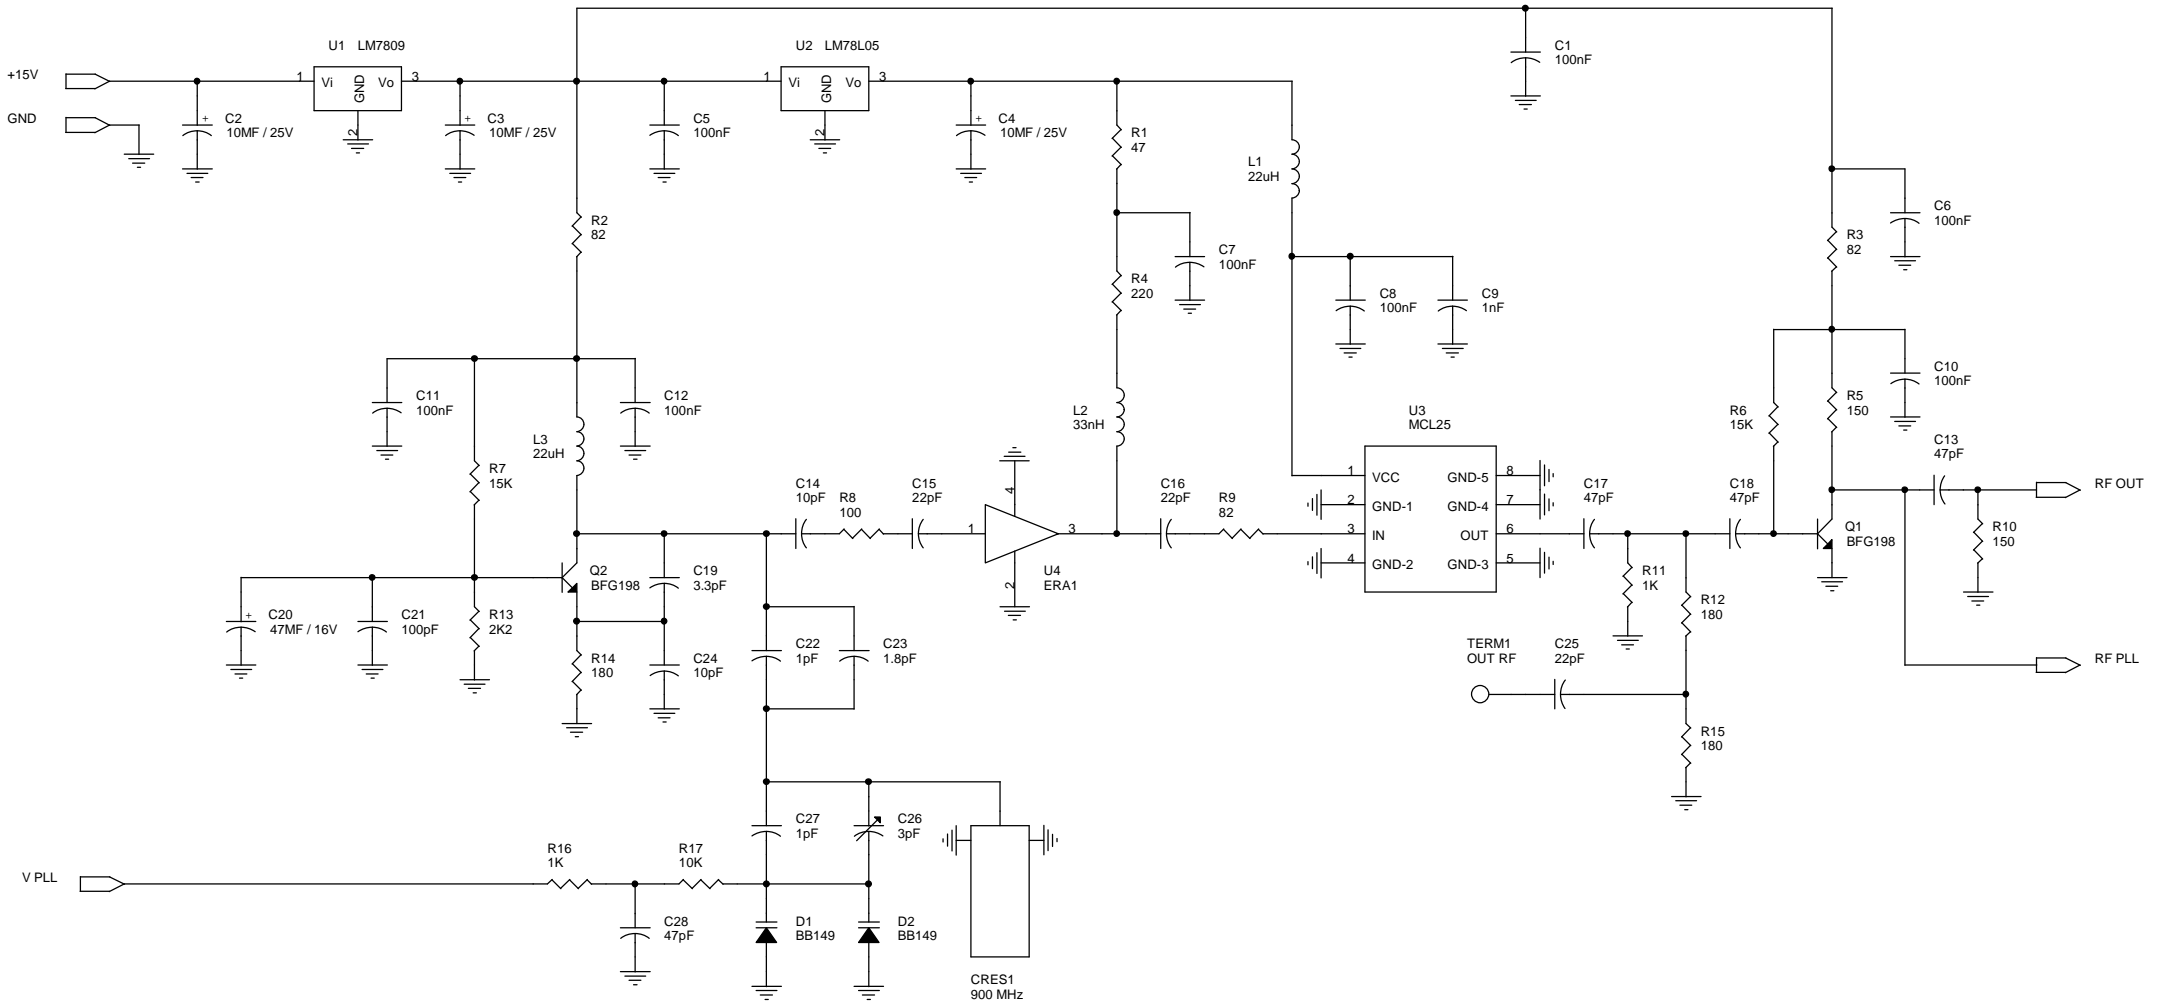 U1 LM7809
U2 LM78L05
C1
100nF
+15V
1
Vi
GND
Vo
3
2
1
Vi
GND
Vo
3
2
GND
+
C2
10MF / 25V
+
C3
10MF / 25V
C5
100nF
+
C4
10MF / 25V
R1
47
L1
22uH
R2
82
C6
100nF
R3
82
C7
100nF
R4
220
C8
100nF
C9
1nF
C11
100nF
C12
100nF
L3
22uH
R7
15K
L2
33nH
U3
MCL25
C10
100nF
R5
150
R6
15K
C13
47pF
RF OUT
C14
10pF
R8
100
C15
22pF
4
1
3
2
U4
ERA1
C16
22pF
R9
82
1
VCC
GND-5
8
2
GND-1
GND-4
7
3
IN
OUT
6
4
GND-2
GND-3
5
C17
47pF
C18
47pF
Q1
BFG198
R10
150
Q2
BFG198
C19
3.3pF
+
C20
47MF / 16V
C21
100pF
R13
2K2
R14
180
C24
10pF
C22
1pF
C23
1.8pF
R11
1K
R12
180
TERM1
OUT RF
C25
22pF
RF PLL
R15
180
C27
1pF
C26
3pF
R16
1K
R17
10K
V PLL
C28
47pF
D1
BB149
D2
BB149
CRES1
900 MHz